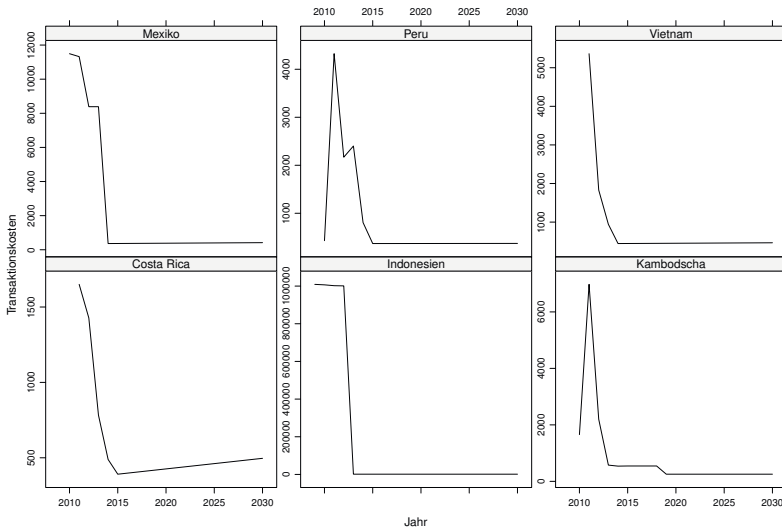 2010 2015 2020 2025 2030
Mexiko
Peru
Vietnam
0 2000 4000 6000 8000 10000 12000
1000 2000 3000 4000
1000 2000 3000 4000 5000
Costa Rica
Indonesien
Kambodscha
500 1000 1500
0 200000 400000 600000 800000 1000000
0 2000 4000 6000
2010 2015 2020 2025 2030
2010 2015 2020 2025 2030
Transaktionskosten
Jahr